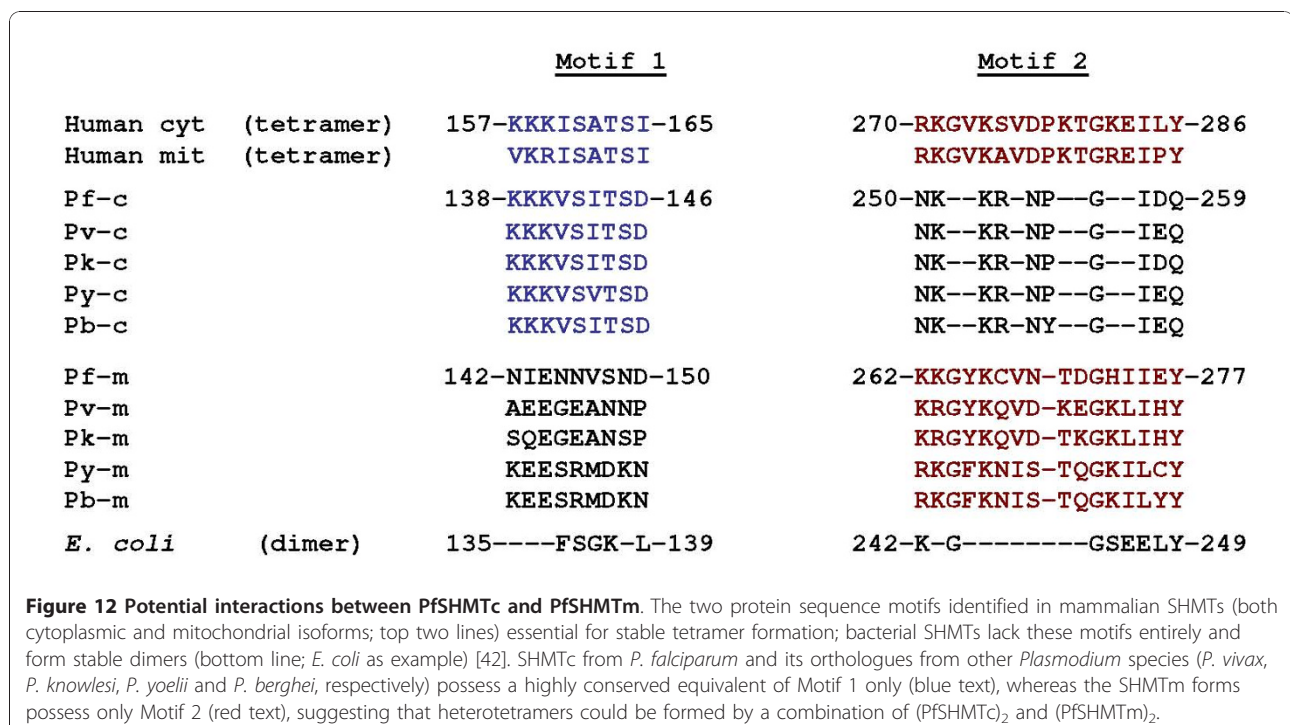 Motif 1 Motif 2
Human cyt (tetramer) 157-KKKISATSI-165 270-RKGVKSVDPKTGKEILY-286
Human mit (tetramer) VKRISATSI RKGVKAVDPKTGREIPY
Pf-c 138-KKKVSITSD-146 250-NK--KR-NP--G--IDQ-259
Pv-c KKKVSITSD NK--KR-NP--G--IEQ
Pk-c KKKVSITSD NK--KR-NP--G--IDQ
Py-c KKKVSVTSD NK--KR-NP--G--IEQ
Pb-c KKKVSITSD NK--KR-NY--G--IEQ
Pf-m 142-NIENNVSND-150 262-KKGYKCVN-TDGHIIEY-277
Pv-m AEEGEANNP KRGYKQVD-KEGKLIHY
Pk-m SQEGEANSP KRGYKQVD-TKGKLIHY
Py-m KEESRMDKN RKGFKNIS-TQGKILCY
Pb-m KEESRMDKN RKGFKNIS-TQGKILYY
E. coli (dimer) 135----FSGK-L-139 242-K-G--------GSEELY-249
Figure 12 Potential interactions between PfSHMTc and PfSHMTm. The two protein sequence motifs identified in mammalian SHMTs (both
cytoplasmic and mitochondrial isoforms; top two lines) essential for stable tetramer formation; bacterial SHMTs lack these motifs entirely and
form stable dimers (bottom line; E. coli as example) [42]. SHMTc from P. falciparum and its orthologues from other Plasmodium species (P. vivax,
P. knowlesi, P. yoelii and P. berghei, respectively) possess a highly conserved equivalent of Motif 1 only (blue text), whereas the SHMTm forms
possess only Motif 2 (red text), suggesting that heterotetramers could be formed by a combination of (PfSHMTc)₂ and (PfSHMTm)₂.